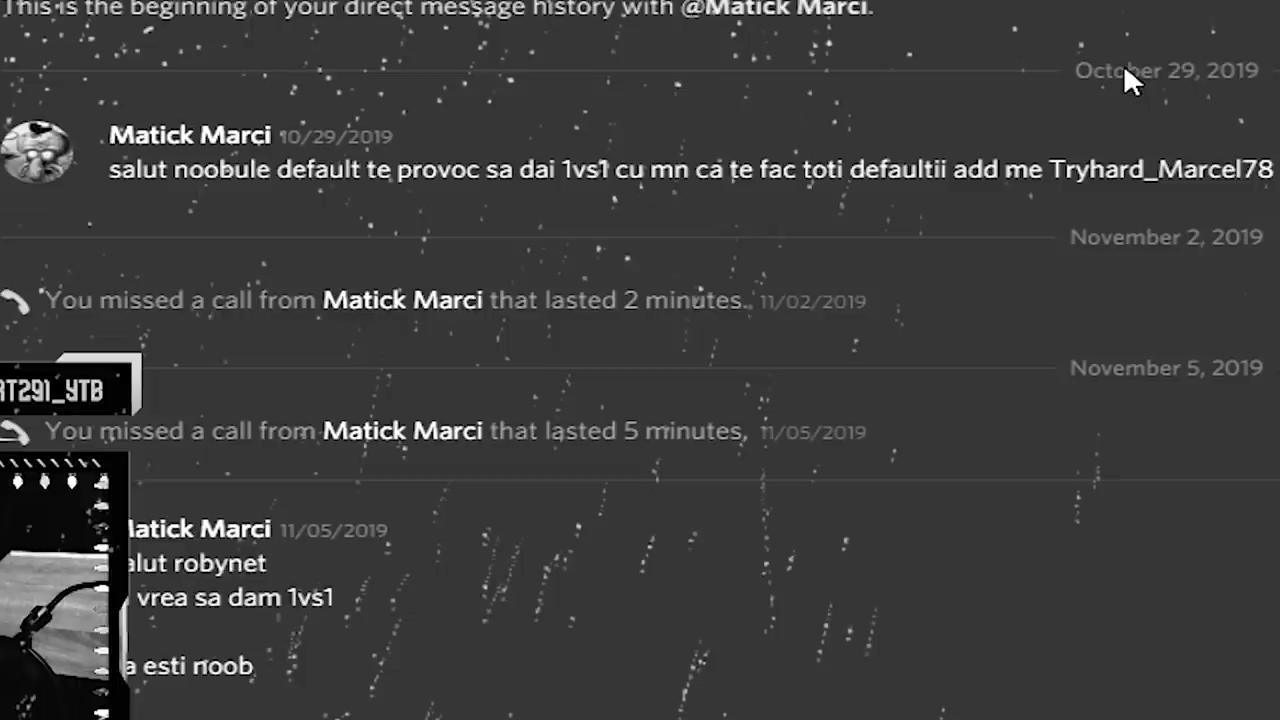 This is the beginning of your direct message history with @Matick Marci.
October 29, 2019
Matick Marci 10/29/2019
salut noobule default te provoc sa dai 1vs1 cu mn ca te fac toti defaultii add me Tryhard_Marcel78
November 2, 2019
You missed a call from Matick Marci that lasted 2 minutes. 11/02/2019
November 5, 2019
RT291_YTB
You missed a call from Matick Marci that lasted 5 minutes. 11/05/2019
Matick Marci 11/05/2019
alut robynet
vrea sa dam 1vs1
a esti noob